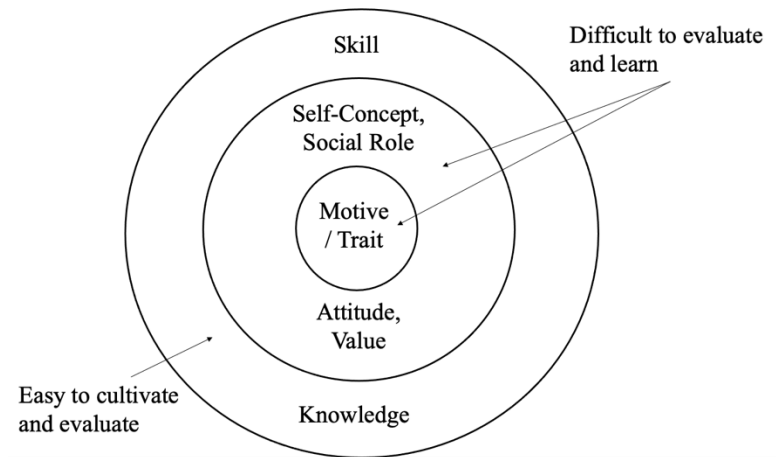 Skill
Difficult to evaluate
and learn
Self-Concept,
Social Role
Motive
/ Trait
Attitude,
Value
Easy to cultivate
and evaluate
Knowledge